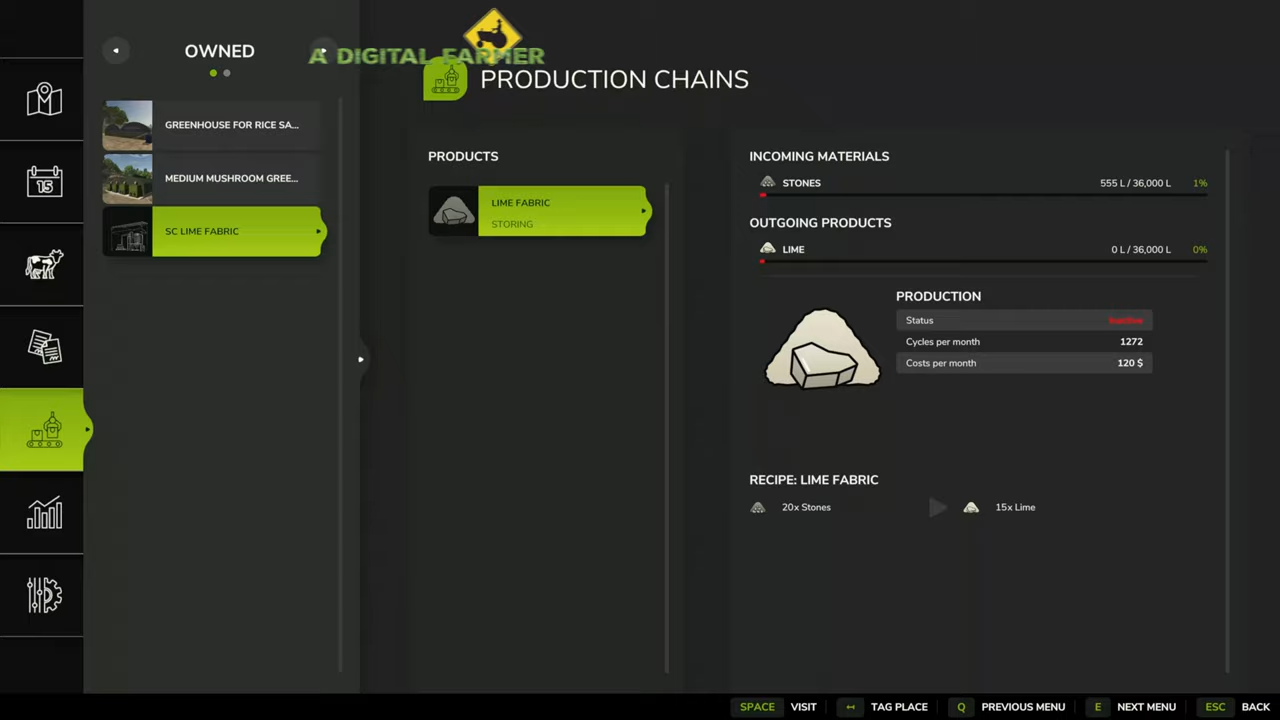 OWNED
A DIGITAL FARMER
PRODUCTION CHAINS
15
GREENHOUSE FOR RICE SA...
MEDIUM MUSHROOM GREE...
SC LIME FABRIC
PRODUCTS
LIME FABRIC
STORING
INCOMING MATERIALS
STONES 555 L / 36,000 L 1%
OUTGOING PRODUCTS
LIME 0 L / 36,000 L 0%
PRODUCTION
Status Inactive
Cycles per month 1272
Costs per month 120 $
RECIPE: LIME FABRIC
20x Stones 15x Lime
SPACE VISIT TAG PLACE Q PREVIOUS MENU E NEXT MENU ESC BACK